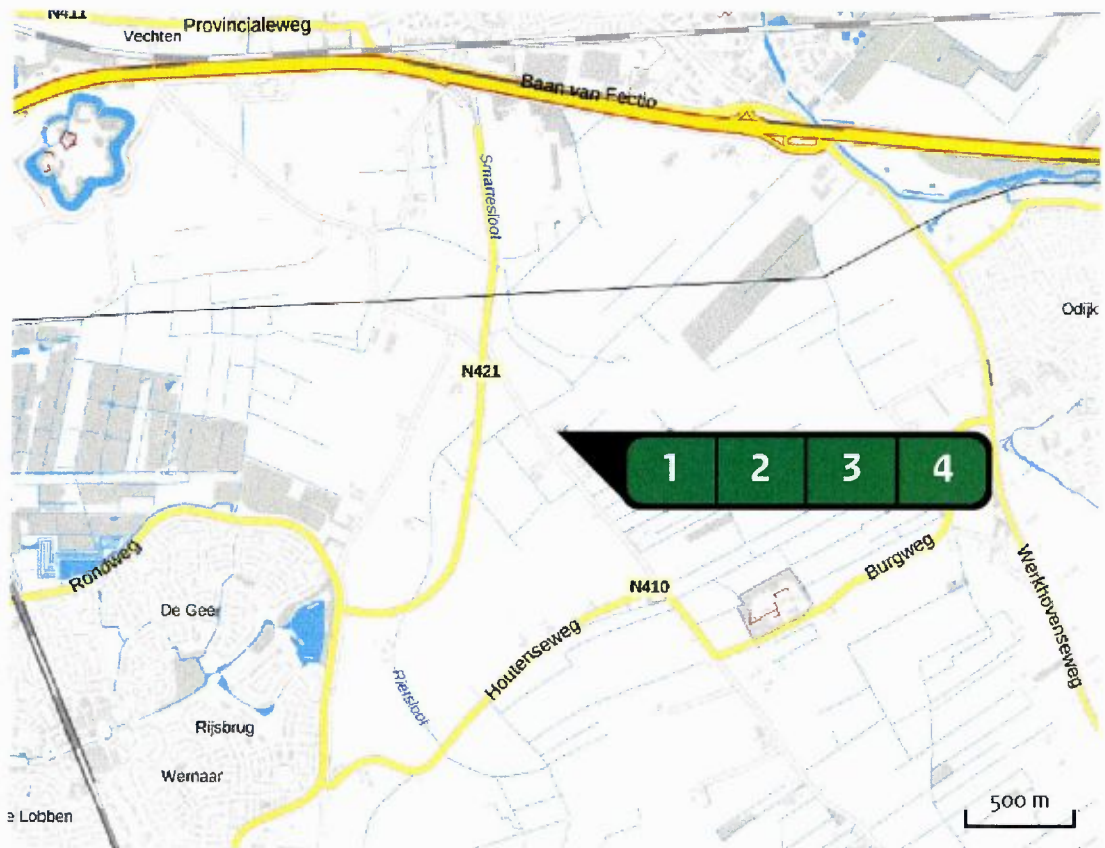 N411
Provincialeweg
Vechten
Baan van Fectio
Smarresloot
Odijk
N421
1 2 3 4
Rondweg
Burgweg
N410
De Geer
Werkhovenseweg
Houtenseweg
Rietsloot
Rijsbrug
Wernaar
500 m
e Lobben